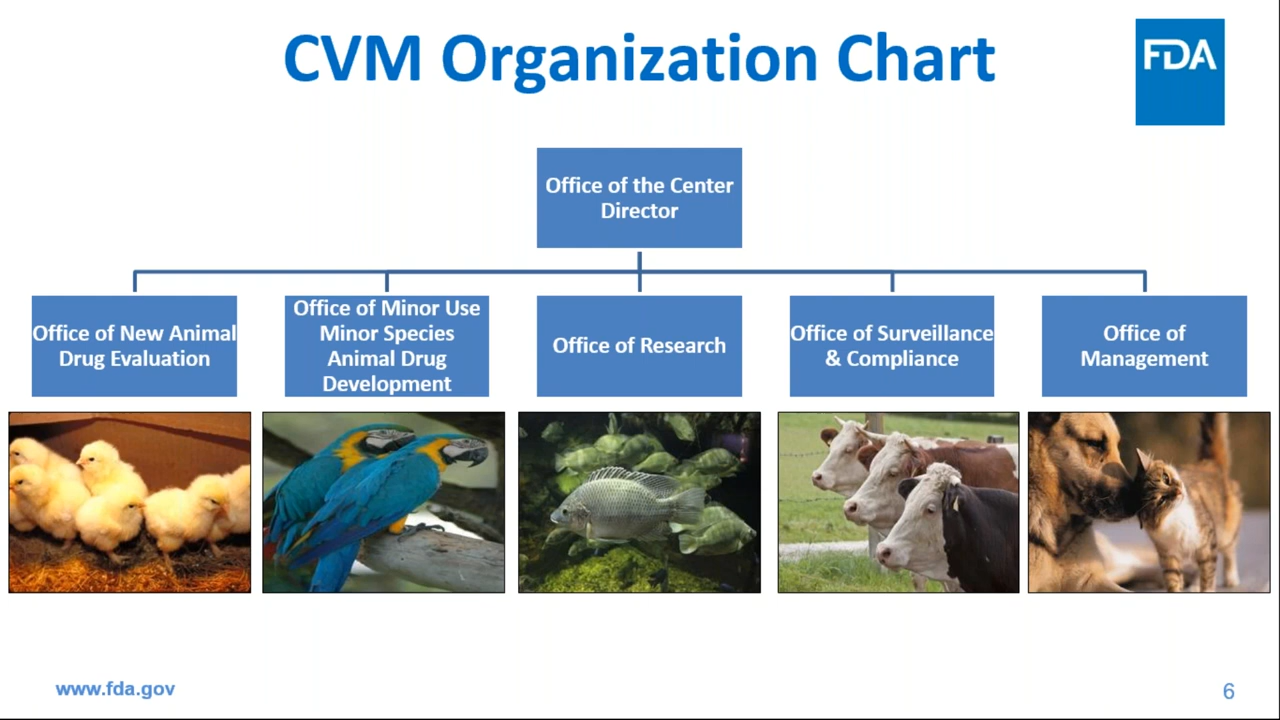 CVM Organization Chart
FDA
Office of the Center
Director
Office of New Animal
Drug Evaluation
Office of Minor Use
Minor Species
Animal Drug
Development
Office of Research
Office of Surveillance
& Compliance
Office of
Management
www.fda.gov
6